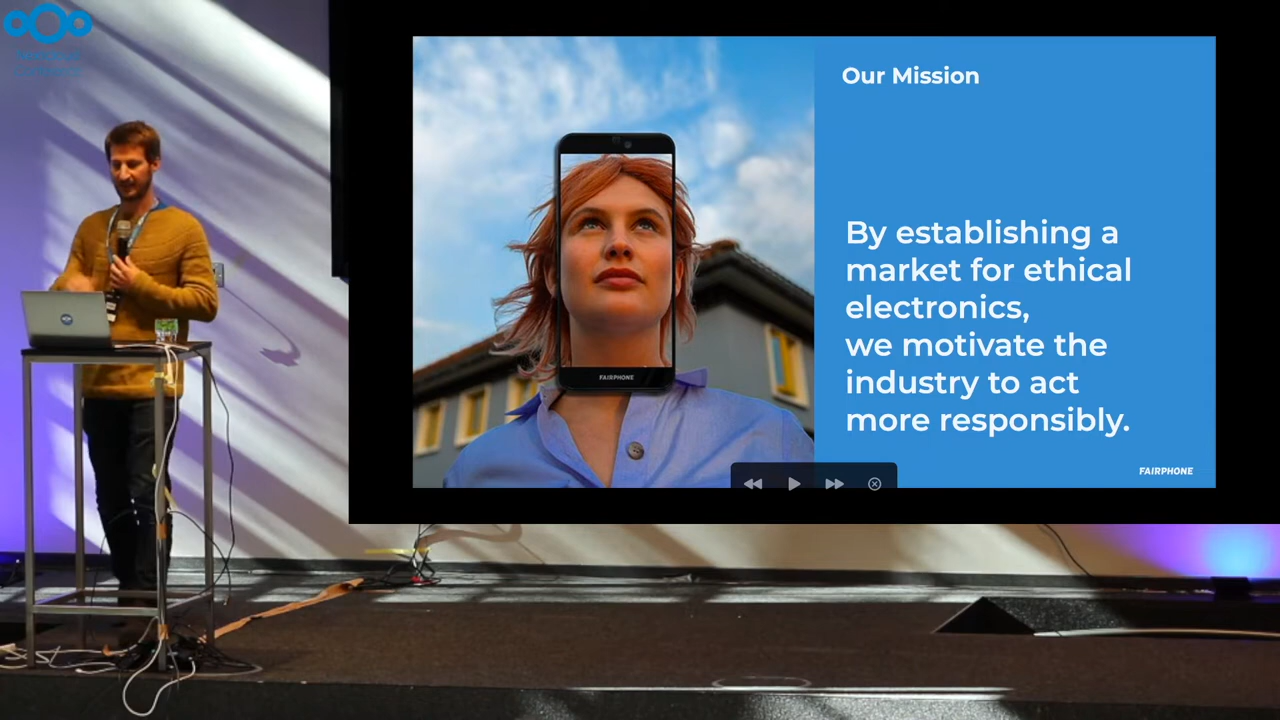 Our Mission
By establishing a
market for ethical
electronics,
we motivate the
industry to act
more responsibly.
FAIRPHONE
FAIRPHONE